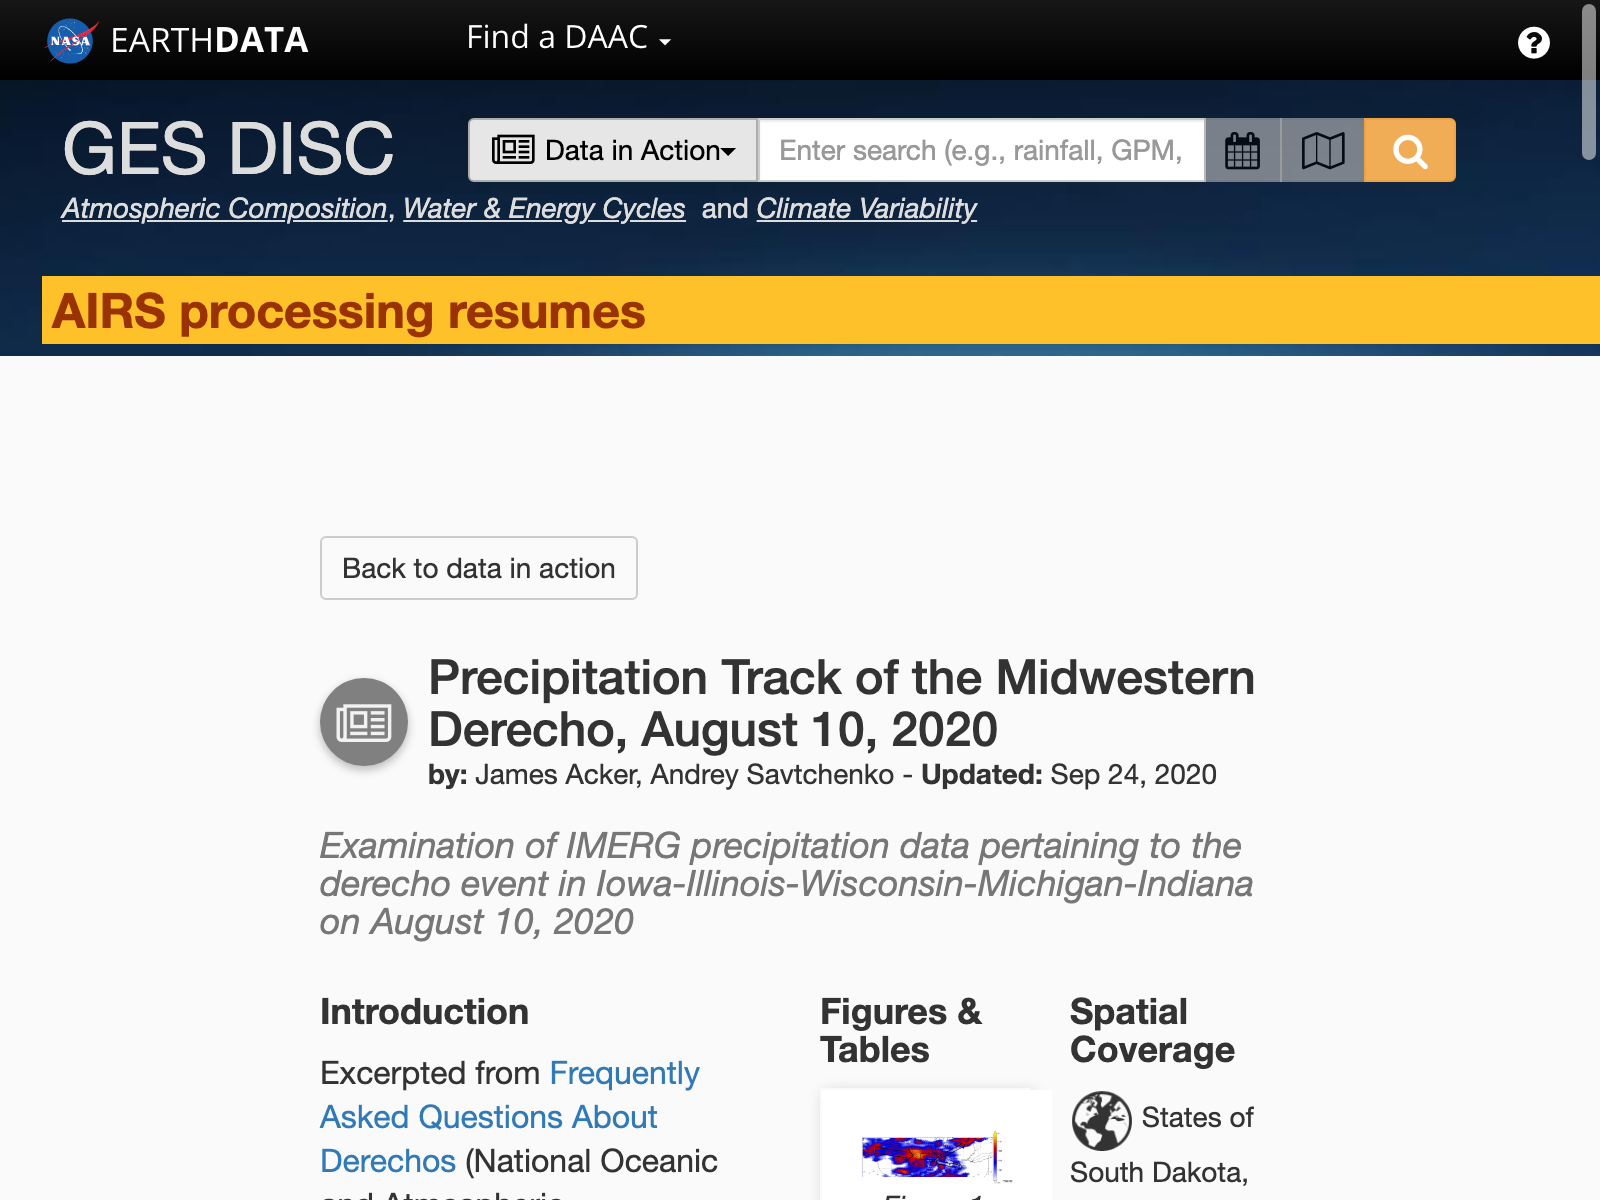 NASA EARTHDATA Find a DAAC
GES DISC
Data in Action Enter search (e.g., rainfall, GPM,
Atmospheric Composition, Water & Energy Cycles and Climate Variability
AIRS processing resumes
Back to data in action
Precipitation Track of the Midwestern
Derecho, August 10, 2020
by: James Acker, Andrey Savtchenko - Updated: Sep 24, 2020
Examination of IMERG precipitation data pertaining to the
derecho event in Iowa-Illinois-Wisconsin-Michigan-Indiana
on August 10, 2020
Introduction
Excerpted from Frequently
Asked Questions About
Derechos (National Oceanic
and Atmospheric
Figures &
Tables
Figure 1
Spatial
Coverage
States of
South Dakota,